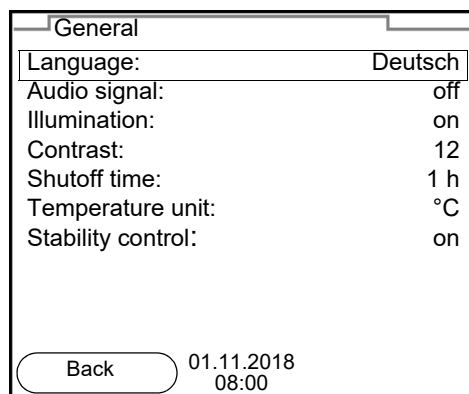 General
Language: Deutsch
Audio signal: off
Illumination: on
Contrast: 12
Shutoff time: 1 h
Temperature unit: °C
Stability control: on
Back
01.11.2018
08:00